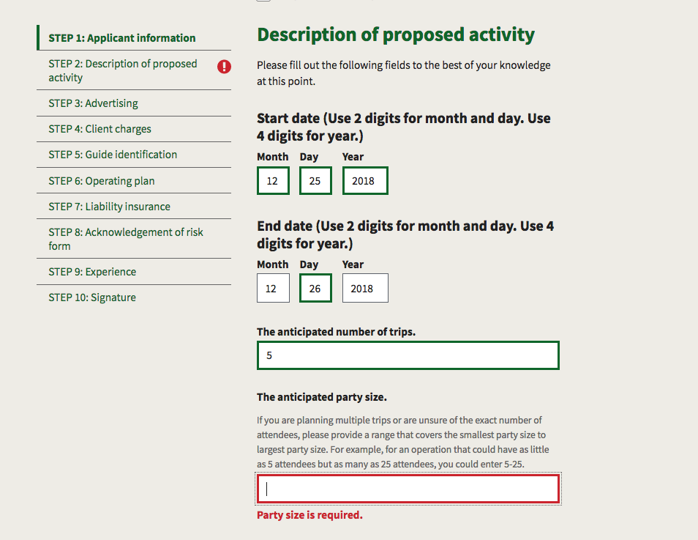 STEP 1: Applicant information
STEP 2: Description of proposed
activity
STEP 3: Advertising
STEP 4: Client charges
STEP 5: Guide identification
STEP 6: Operating plan
STEP 7: Liability insurance
STEP 8: Acknowledgement of risk
form
STEP 9: Experience
STEP 10: Signature
Description of proposed activity
Please fill out the following fields to the best of your knowledge
at this point.
Start date (Use 2 digits for month and day. Use
4 digits for year.)
Month Day Year
12 25 2018
End date (Use 2 digits for month and day. Use 4
digits for year.)
Month Day Year
12 26 2018
The anticipated number of trips.
5
The anticipated party size.
If you are planning multiple trips or are unsure of the exact number of
attendees, please provide a range that covers the smallest party size to
largest party size. For example, for an operation that could have as little
as 5 attendees but as many as 25 attendees, you could enter 5-25.
Party size is required.